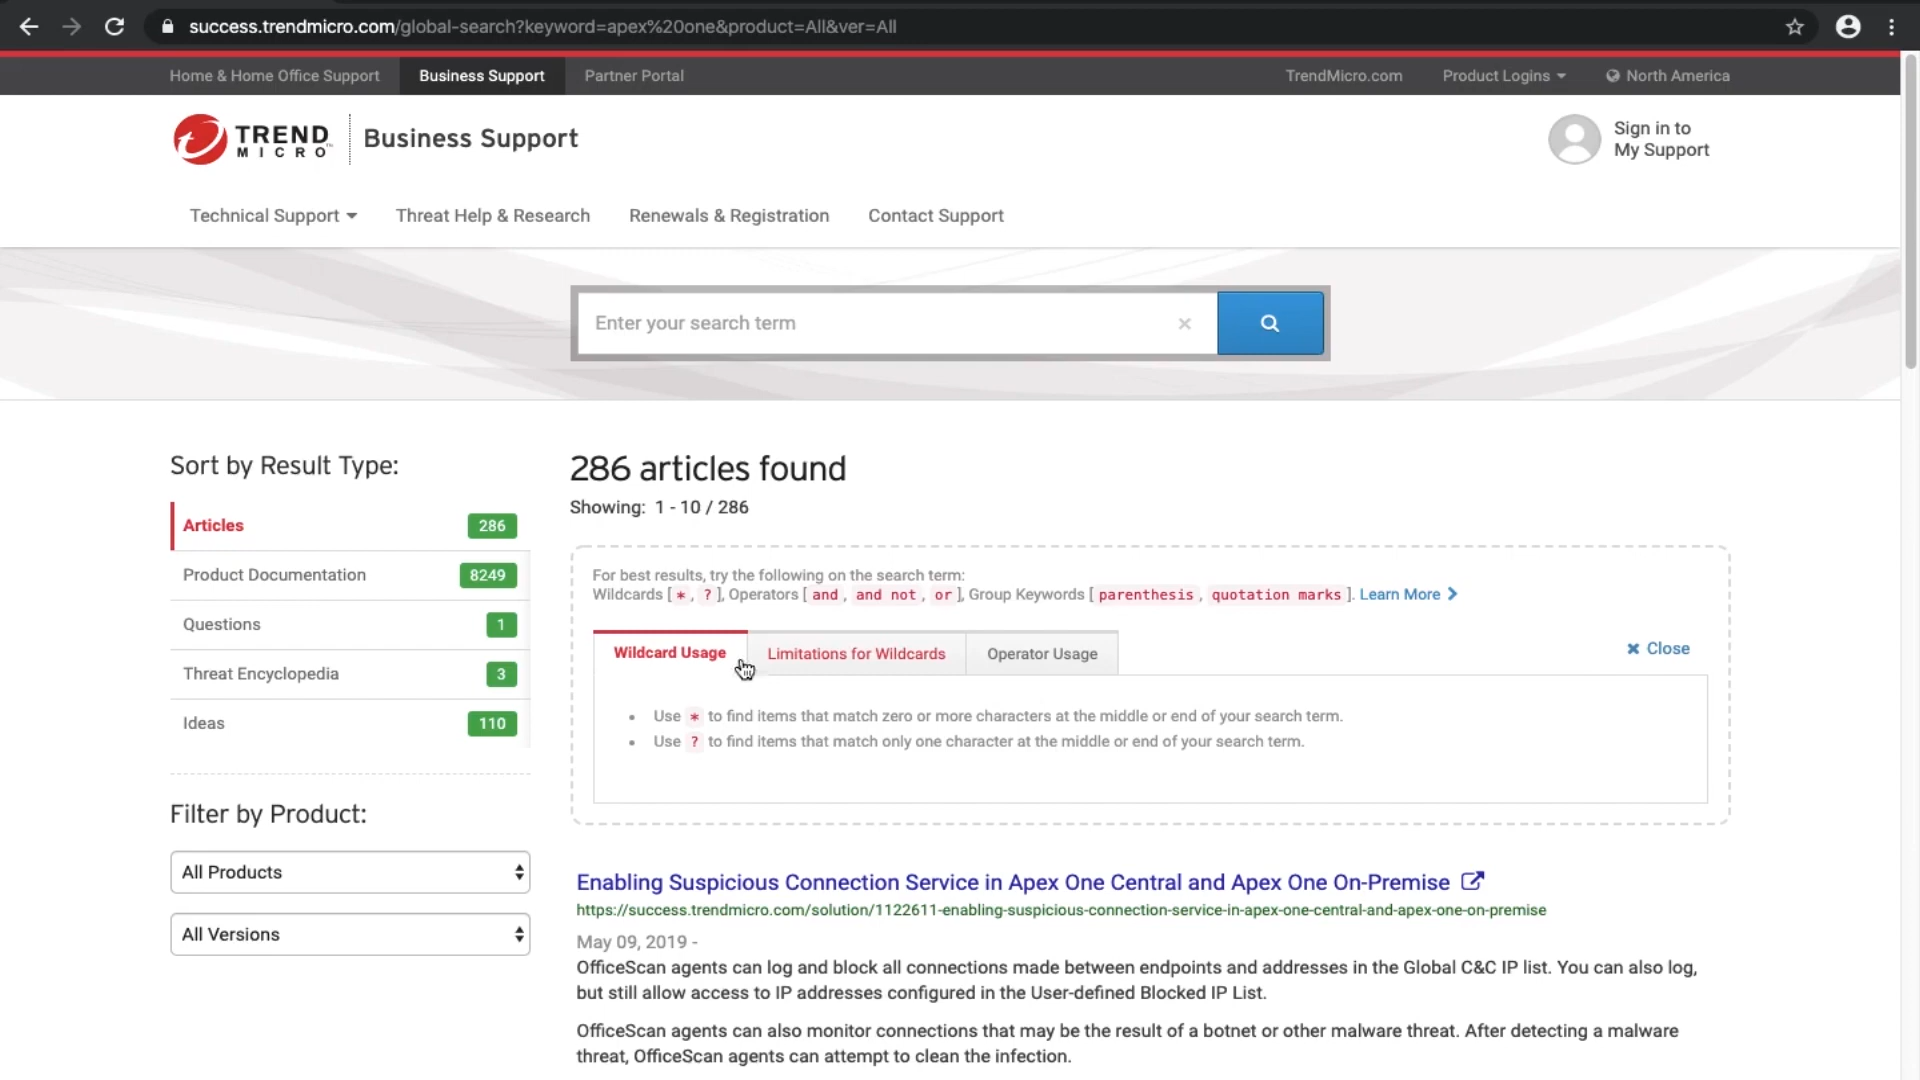 success.trendmicro.com/global-search?keyword=apex%20one&product=All&ver=All
Home & Home Office Support
Business Support
Partner Portal
TrendMicro.com
Product Logins
North America
TREND
MICRO
Business Support
Sign in to
My Support
Technical Support
Threat Help & Research
Renewals & Registration
Contact Support
Enter your search term
Sort by Result Type:
Articles 286
Product Documentation 8249
Questions 1
Threat Encyclopedia 3
Ideas 110
Filter by Product:
All Products
All Versions
286 articles found
Showing: 1 - 10 / 286
For best results, try the following on the search term:
Wildcards [ * , ? ], Operators [ and , and not , or ], Group Keywords [ parenthesis , quotation marks ]. Learn More
Wildcard Usage
Limitations for Wildcards
Operator Usage
Close
• Use * to find items that match zero or more characters at the middle or end of your search term.
• Use ? to find items that match only one character at the middle or end of your search term.
Enabling Suspicious Connection Service in Apex One Central and Apex One On-Premise
https://success.trendmicro.com/solution/1122611-enabling-suspicious-connection-service-in-apex-one-central-and-apex-one-on-premise
May 09, 2019 -
OfficeScan agents can log and block all connections made between endpoints and addresses in the Global C&C IP list. You can also log,
but still allow access to IP addresses configured in the User-defined Blocked IP List.
OfficeScan agents can also monitor connections that may be the result of a botnet or other malware threat. After detecting a malware
threat, OfficeScan agents can attempt to clean the infection.